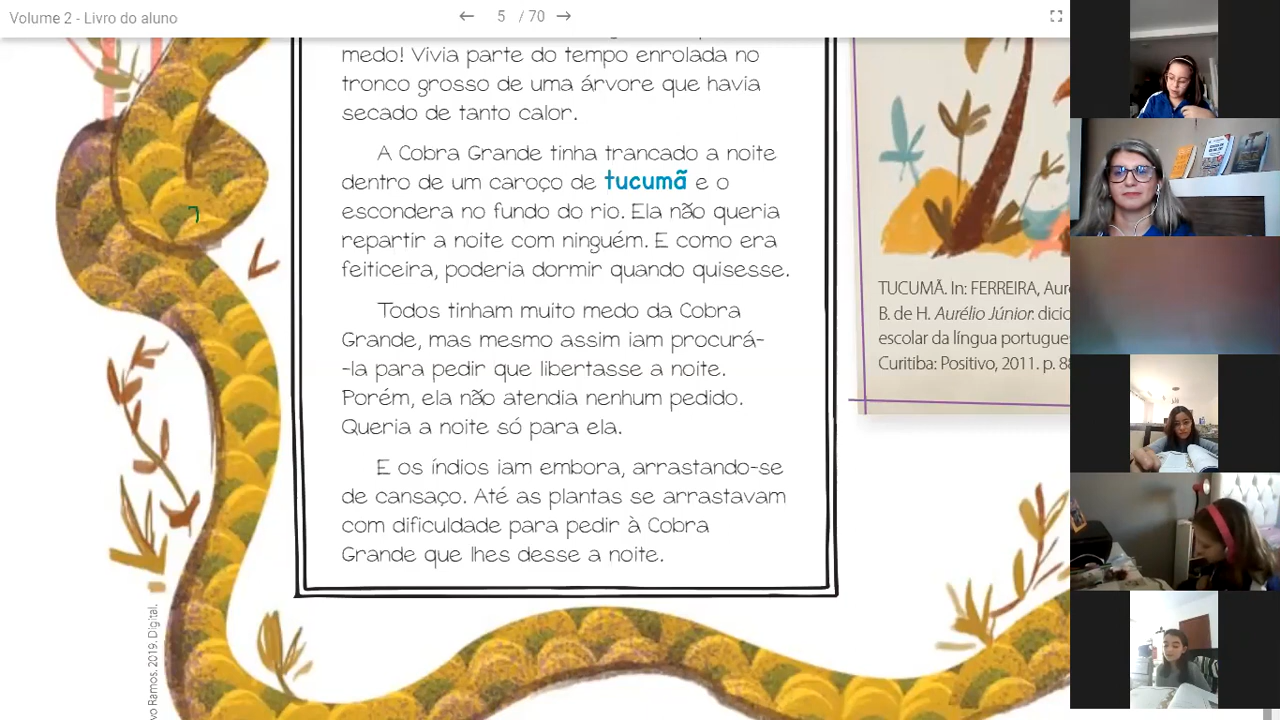 Volume 2 - Livro do aluno
← 5 / 70 →
medo! Vivia parte do tempo enrolada no
tronco grosso de uma árvore que havia
secado de tanto calor.
A Cobra Grande tinha trancado a noite
dentro de um caroço de tucumã e o
escondera no fundo do rio. Ela não queria
repartir a noite com ninguém. E como era
feiticeira, poderia dormir quando quisesse.
Todos tinham muito medo da Cobra
Grande, mas mesmo assim iam procurá-
-la para pedir que libertasse a noite.
Porém, ela não atendia nenhum pedido.
Queria a noite só para ela.
E os índios iam embora, arrastando-se
de cansaço. Até as plantas se arrastavam
com dificuldade para pedir à Cobra
Grande que lhes desse a noite.
TUCUMÃ. In: FERREIRA,
B. de H. Aurélio Júnior:
escolar da língua
Curitiba: Positivo, 2011. p.
Ramos. 2019. Digital.